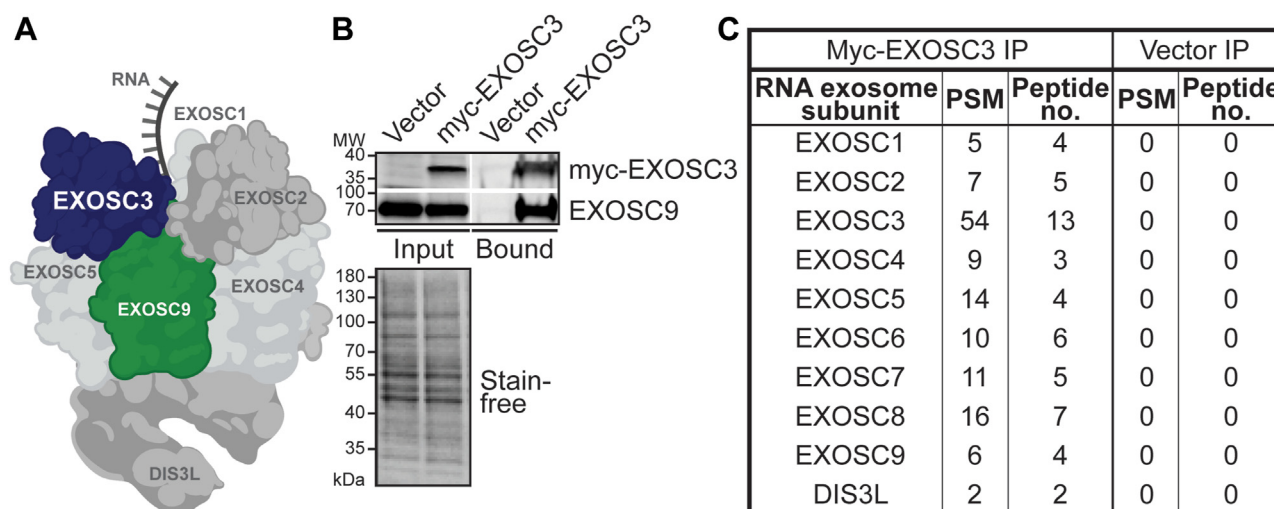 A
RNA
EXOSC1
EXOSC3
EXOSC2
EXOSC5
EXOSC9
EXOSC4
DIS3L
B
Vector
myc-EXOSC3
Vector
myc-EXOSC3
MW
40
35
myc-EXOSC3
100
70
EXOSC9
Input Bound
180
130
100
70
55
40
35
kDa
Stain-
free
C
Myc-EXOSC3 IP Vector IP
RNA exosome subunit PSM Peptide no. PSM Peptide no.
EXOSC1 5 4 0 0
EXOSC2 7 5 0 0
EXOSC3 54 13 0 0
EXOSC4 9 3 0 0
EXOSC5 14 4 0 0
EXOSC6 10 6 0 0
EXOSC7 11 5 0 0
EXOSC8 16 7 0 0
EXOSC9 6 4 0 0
DIS3L 2 2 0 0